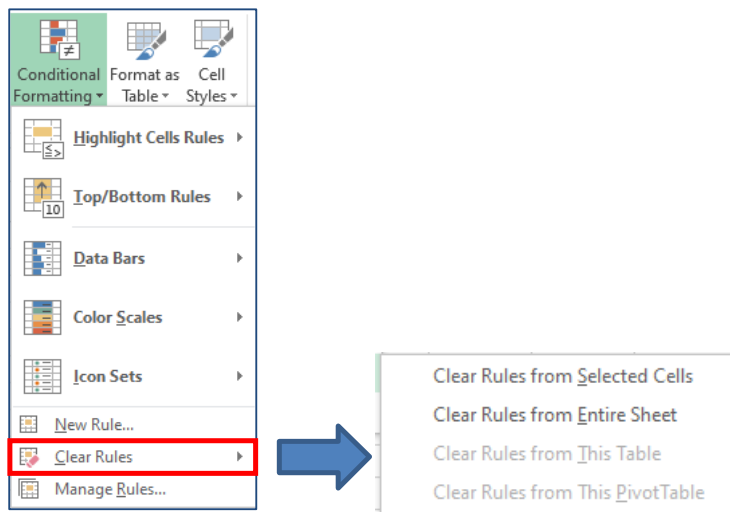 Conditional Formatting
Format as Table
Cell Styles
Highlight Cells Rules
Top/Bottom Rules
10
Data Bars
Color Scales
Icon Sets
New Rule...
Clear Rules
Manage Rules...
Clear Rules from Selected Cells
Clear Rules from Entire Sheet
Clear Rules from This Table
Clear Rules from This PivotTable